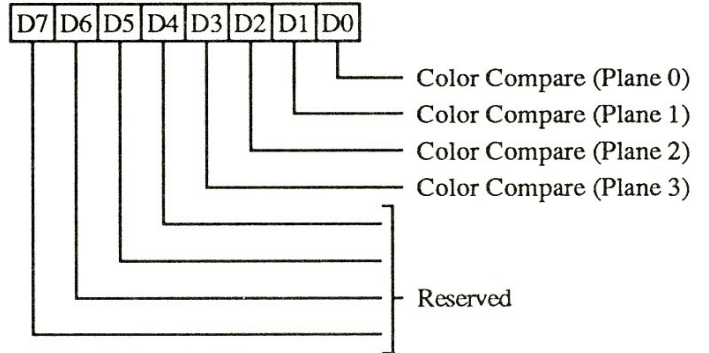 D7 D6 D5 D4 D3 D2 D1 D0
Color Compare (Plane 0)
Color Compare (Plane 1)
Color Compare (Plane 2)
Color Compare (Plane 3)
Reserved